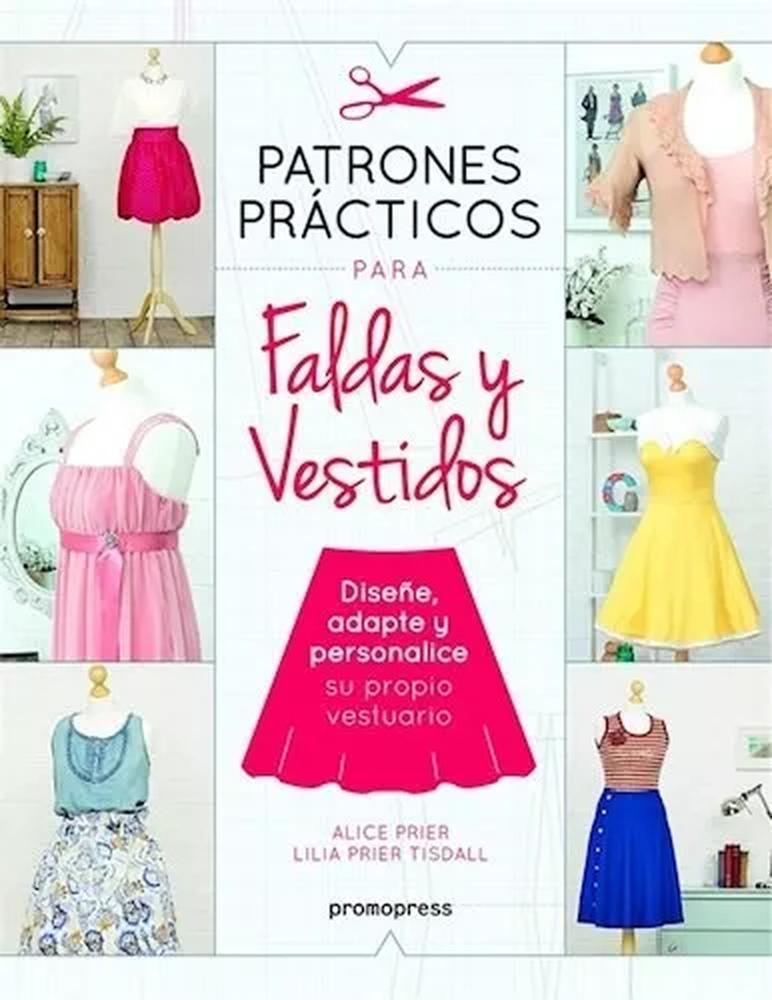 PATRONES
PRÁCTICOS
PARA
Faldas y
Vestidos
Diseñe,
adapte y
personalice
su propio
vestuario
ALICE PRIER
LILIA PRIER TISDALL
promopress